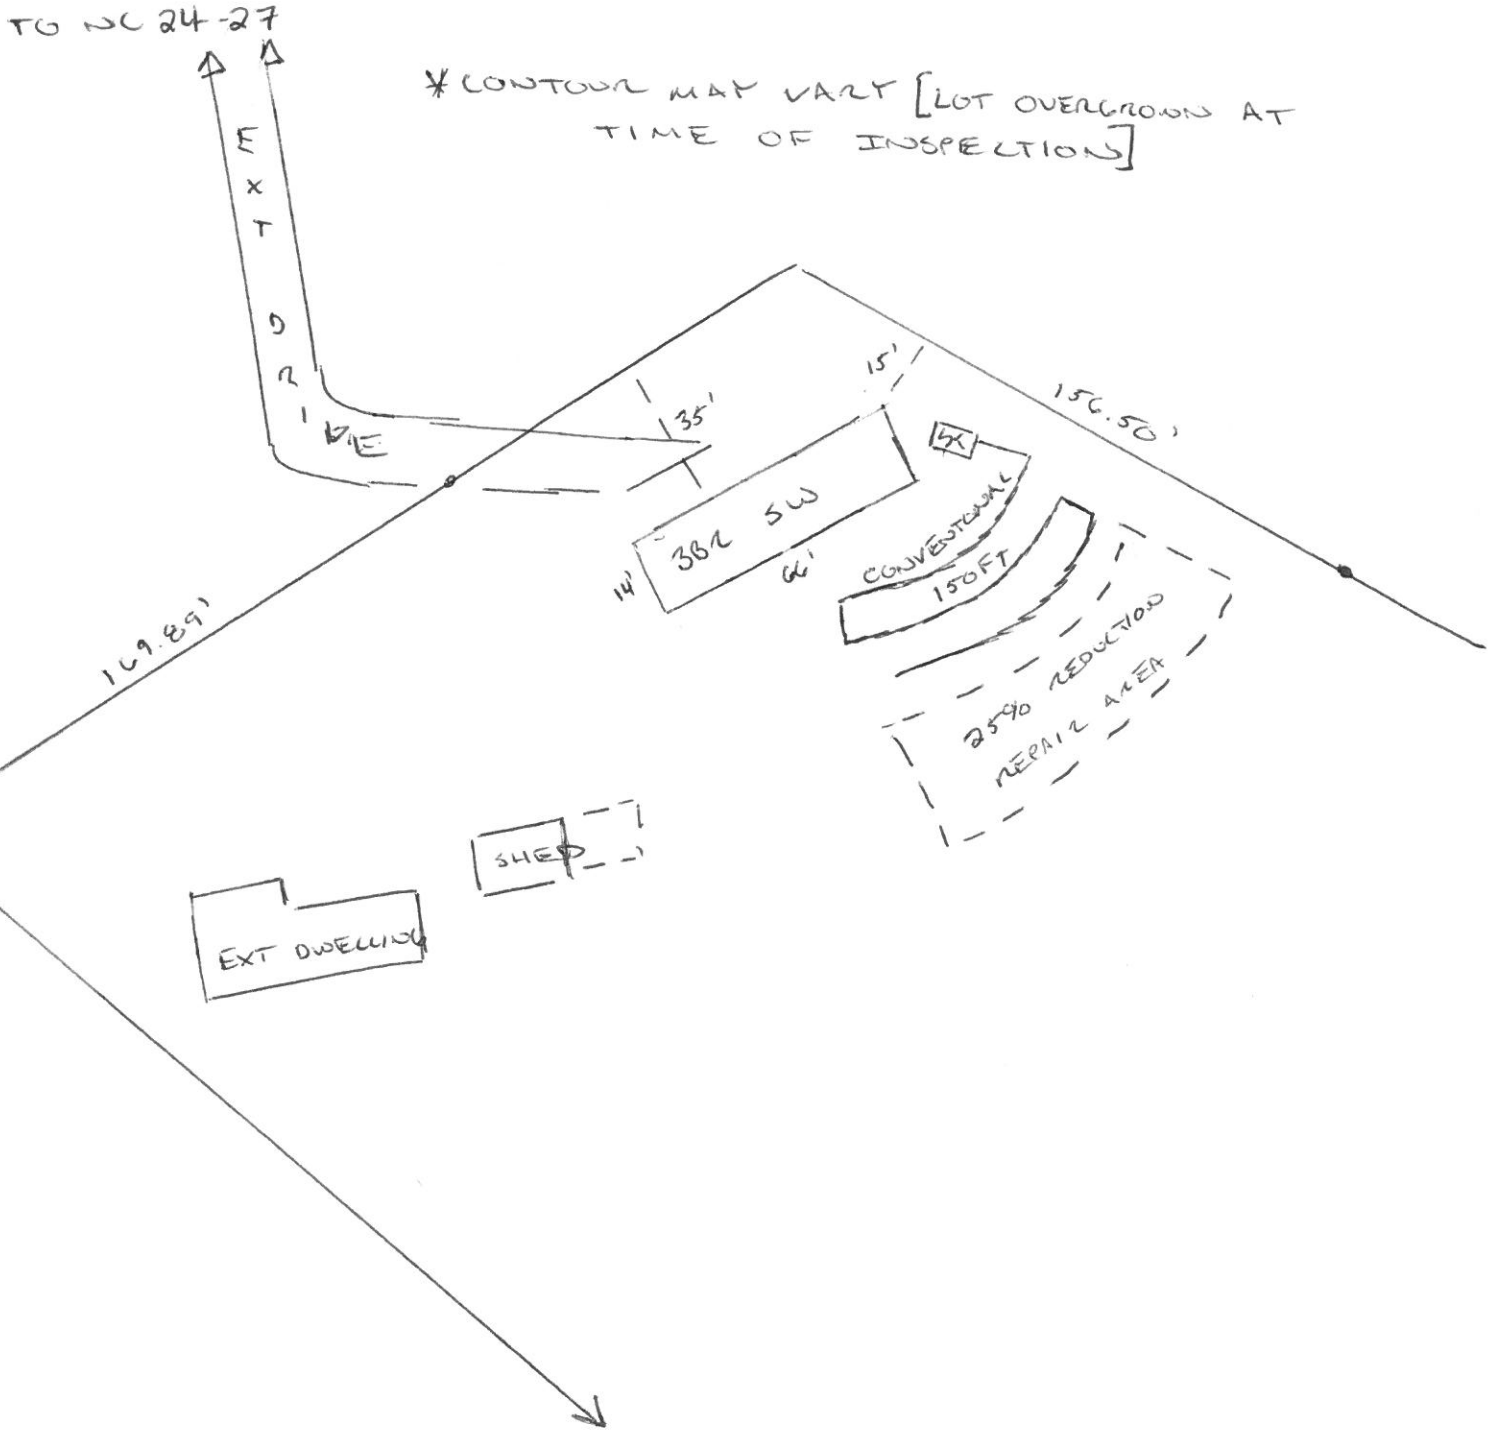 TO NC 24-27
* CONTOUR MAY VARY [LOT OVERGROWN AT
TIME OF INSPECTION]
EXT DRIVE
35'
15'
156.50'
3BR SW
14'
66'
CONVENTONAL
150FT
25% REDUCTION
REPAIR AREA
169.89'
SHED
EXT DWELLING